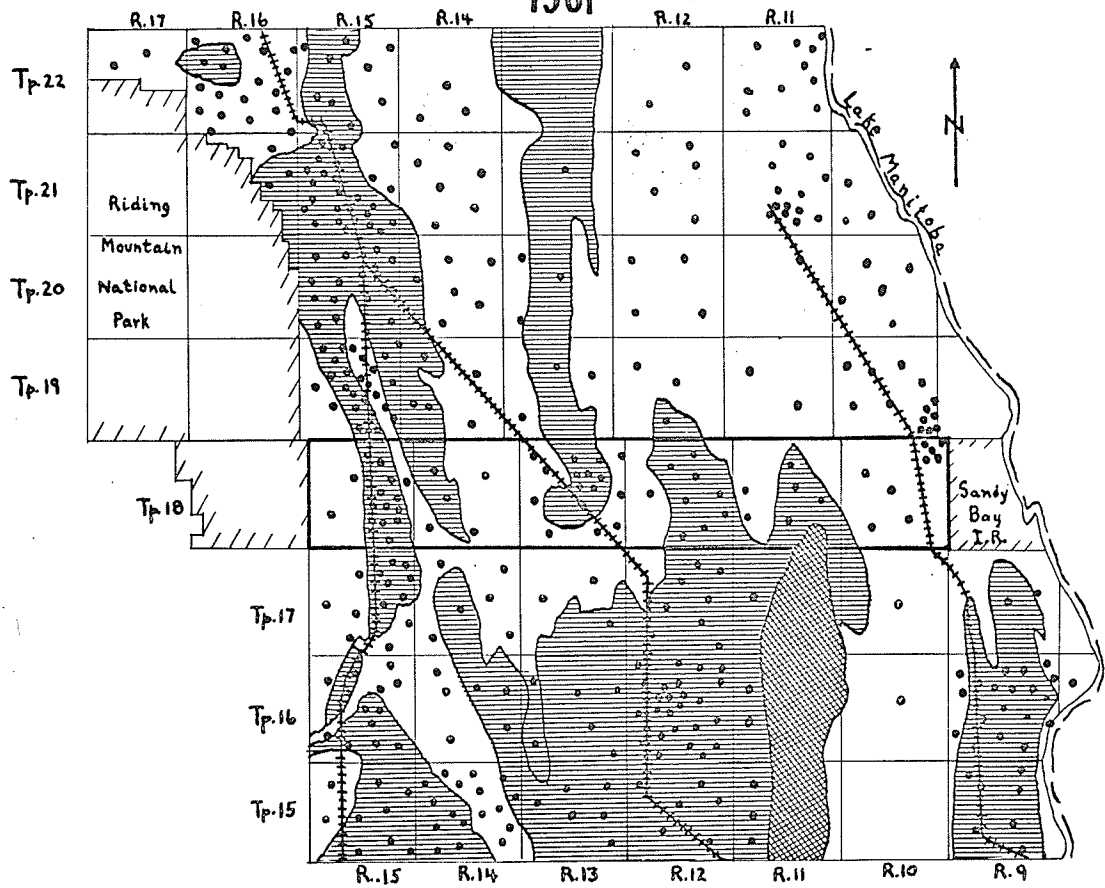 R.17 R.16 R.15 R.14 R.12 R.11
Tp.22
Lake Manitoba
N
Tp.21
Riding
Mountain
National
Park
Tp.20
Tp.19
Tp.18
Sandy
Bay
I.R.
Tp.17
Tp.16
Tp.15
R.15 R.14 R.13 R.12 R.11 R.10 R.9